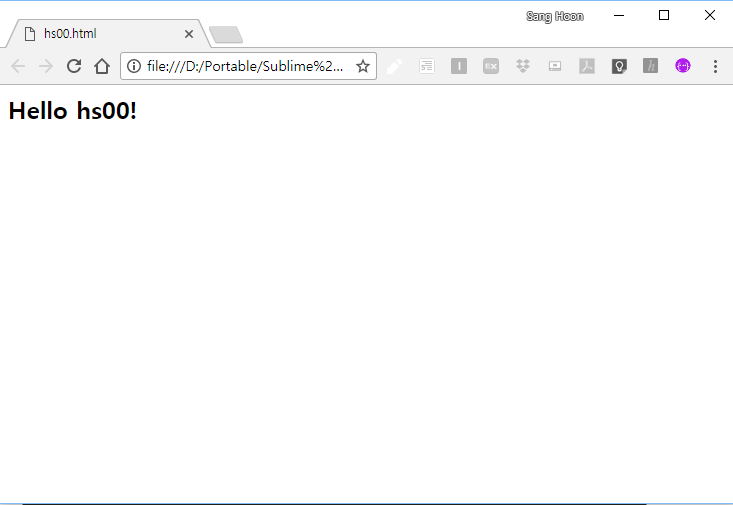 Sang Hoon
hs00.html
file:///D:/Portable/Sublime%2...
Hello hs00!